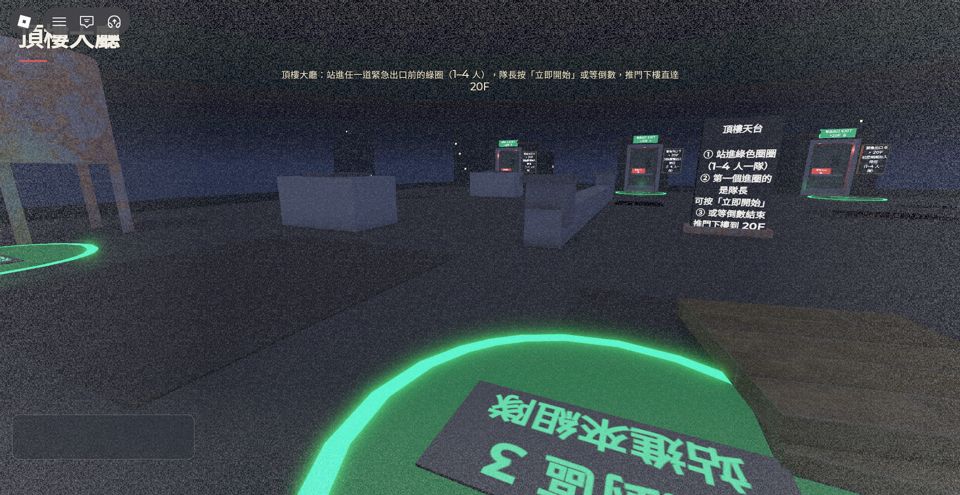 頂樓大廳
頂樓大廳：站進任一道緊急出口前的綠圈（1–4 人），隊長按「立即開始」或等倒數，推門下樓直達
20F
頂樓天台
① 站進綠色圈圈
（1–4 人一隊）
② 第一個進圈的
是隊長
可按「立即開始」
③ 或等倒數結束
推門下樓到 20F
站進來組隊
區 3